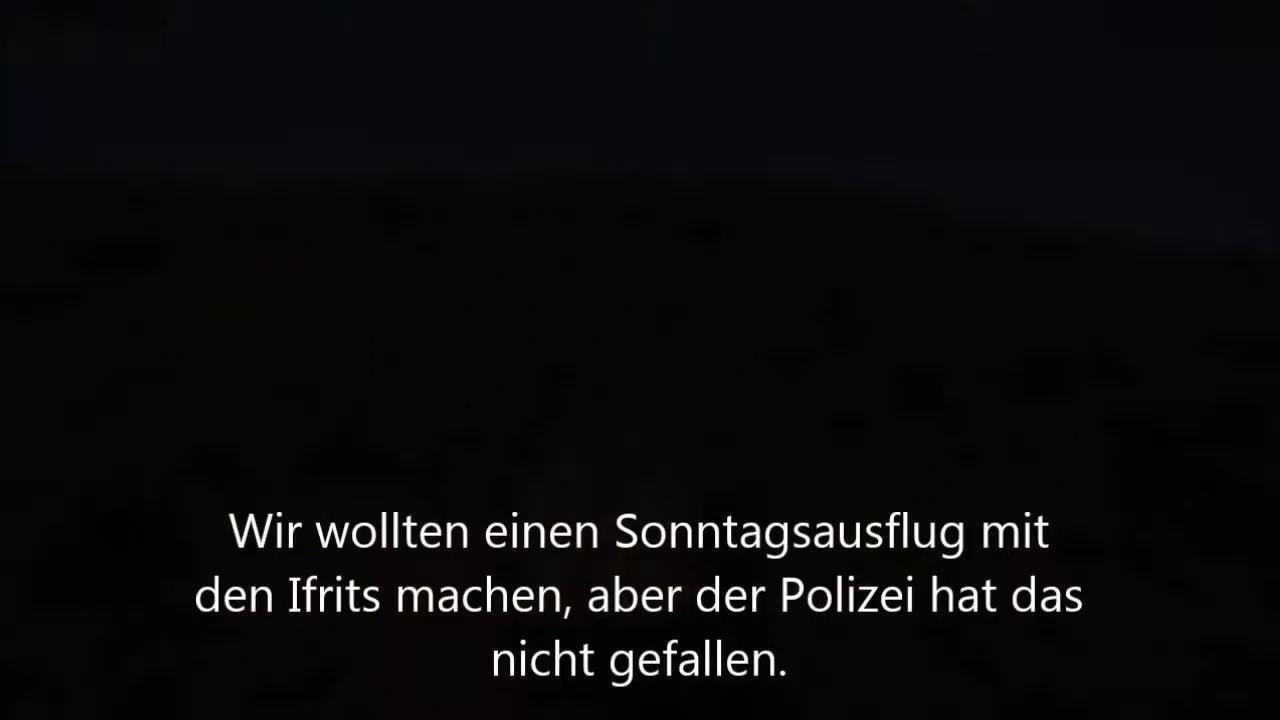 Wir wollten einen Sonntagsausflug mit
den Ifrits machen, aber der Polizei hat das
nicht gefallen.